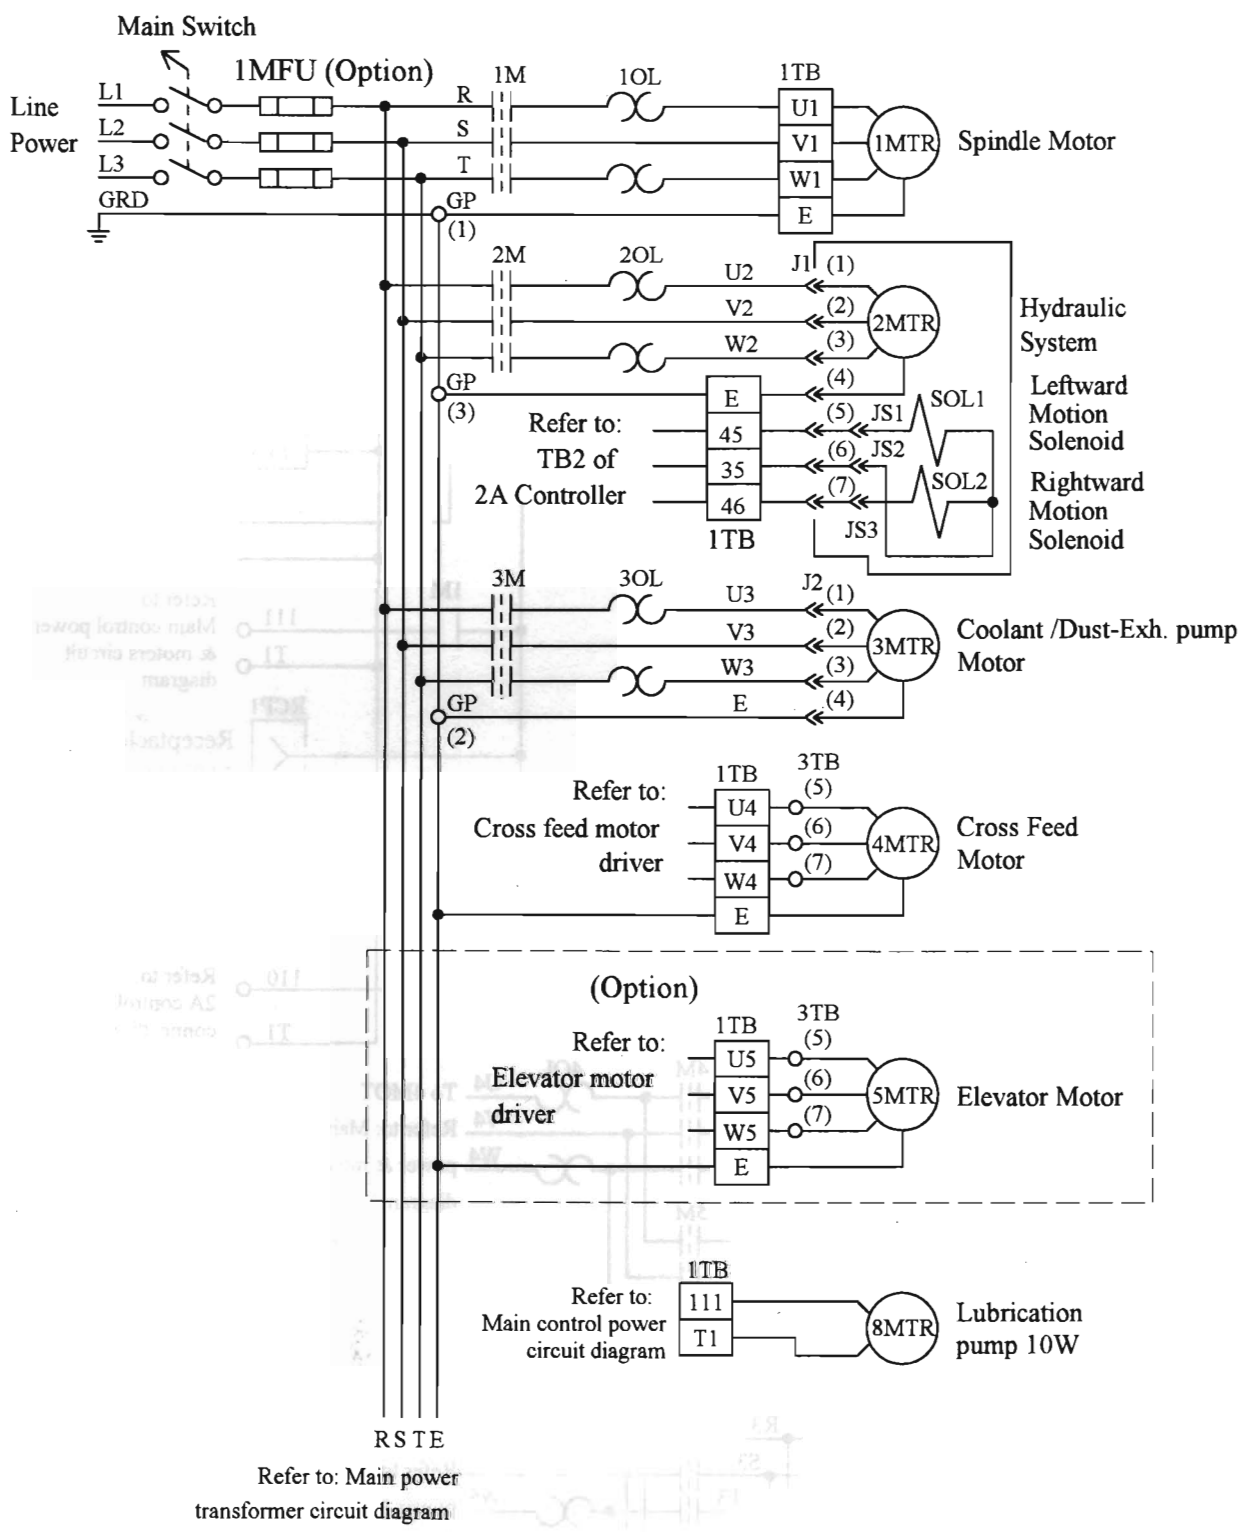 Main Switch
1MFU (Option)
1M
1OL
1TB
Line
Power
L1
L2
L3
GRD
R
S
T
U1
V1
W1
E
1MTR
Spindle Motor
GP
(1)
2M
2OL
U2
V2
W2
J1
(1)
(2)
(3)
(4)
(5)
(6)
(7)
2MTR
Hydraulic
System
GP
(3)
Refer to:
TB2 of
2A Controller
E
45
35
46
1TB
JS1
JS2
JS3
SOL1
SOL2
Leftward
Motion
Solenoid
Rightward
Motion
Solenoid
3M
3OL
U3
V3
W3
E
J2
(1)
(2)
(3)
(4)
3MTR
Coolant /Dust-Exh. pump
Motor
GP
(2)
Refer to:
Cross feed motor
driver
1TB
U4
V4
W4
E
3TB
(5)
(6)
(7)
4MTR
Cross Feed
Motor
(Option)
Refer to:
Elevator motor
driver
1TB
U5
V5
W5
E
3TB
(5)
(6)
(7)
5MTR
Elevator Motor
Refer to:
Main control power
circuit diagram
1TB
111
T1
8MTR
Lubrication
pump 10W
R S T E
Refer to: Main power
transformer circuit diagram